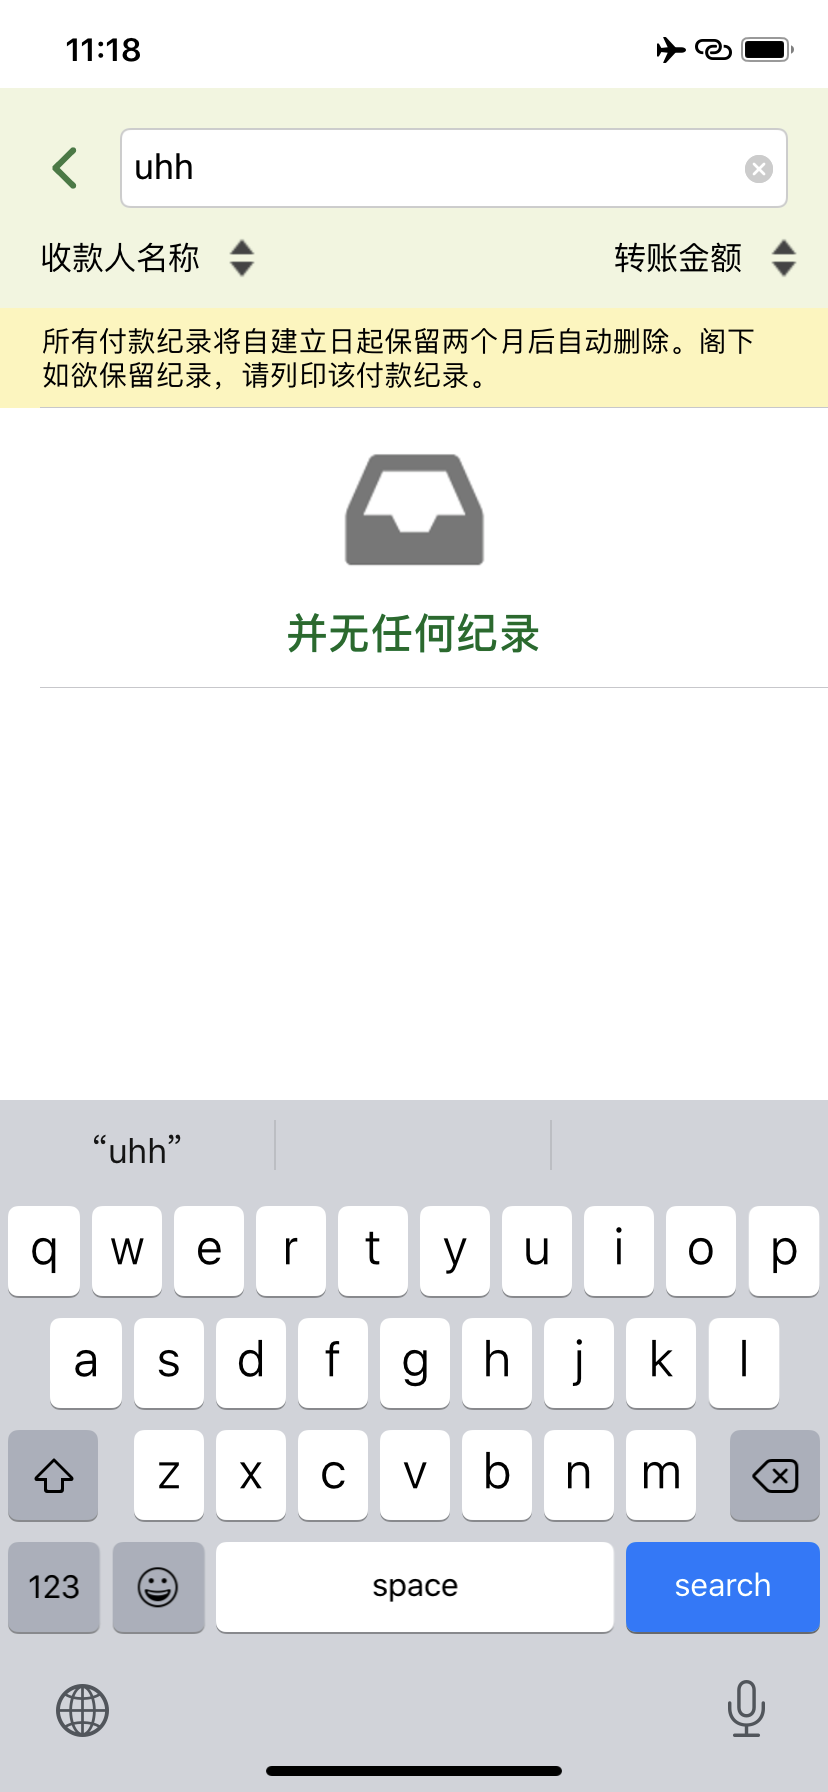 11:18
uhh
收款人名称 转账金额
所有付款纪录将自建立日起保留两个月后自动删除。阁下
如欲保留纪录，请列印该付款纪录。
并无任何纪录
“uhh”
q w e r t y u i o p
a s d f g h j k l
z x c v b n m
123 space search